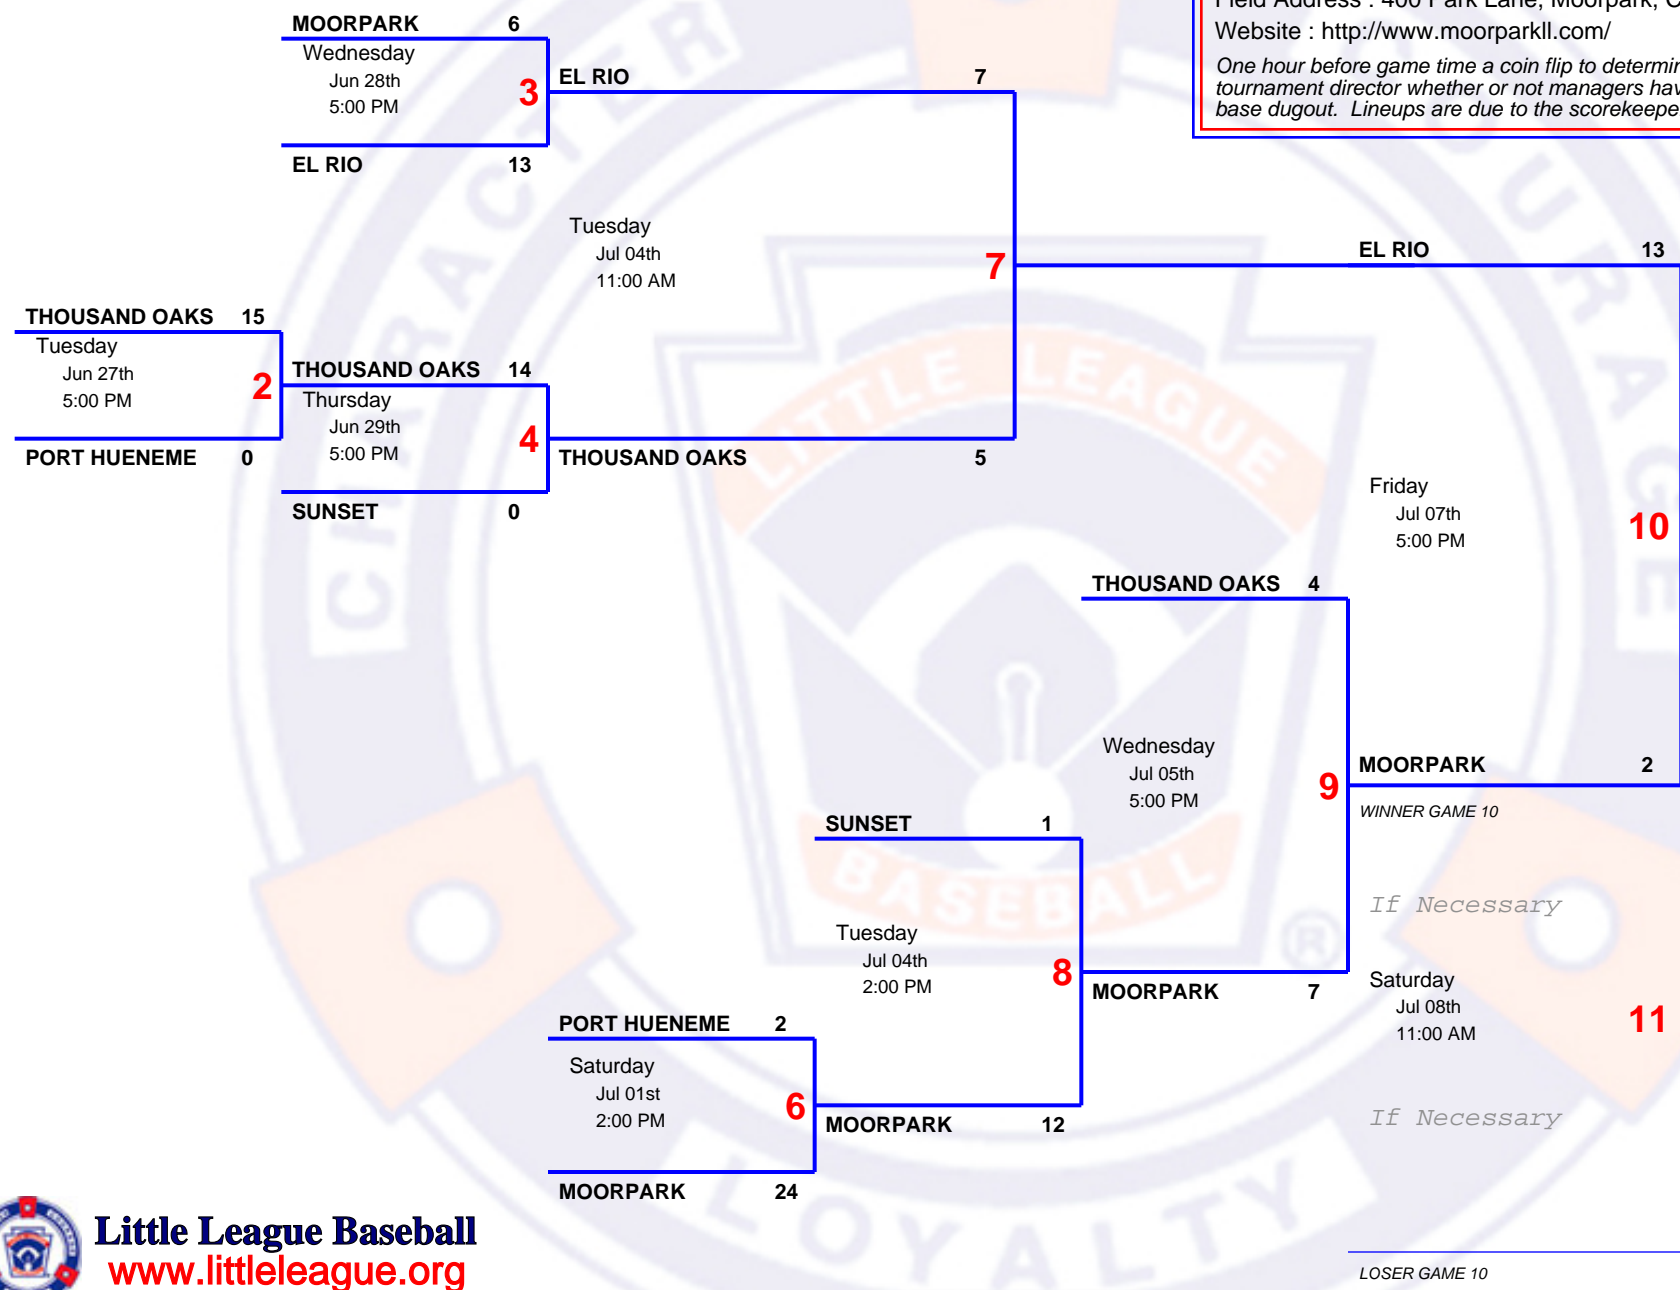 Field Address : 400 Park Lane, Moorpark, C
Website : http://www.moorparkll.com/
One hour before game time a coin flip to determin
tournament director whether or not managers hav
base dugout. Lineups are due to the scorekeepe
MOORPARK 6
Wednesday
Jun 28th
5:00 PM
3
EL RIO 13
EL RIO 7
Tuesday
Jul 04th
11:00 AM
7
EL RIO 13
THOUSAND OAKS 15
Tuesday
Jun 27th
5:00 PM
2
PORT HUENEME 0
THOUSAND OAKS 14
Thursday
Jun 29th
5:00 PM
4
SUNSET 0
THOUSAND OAKS 5
Friday
Jul 07th
5:00 PM
10
THOUSAND OAKS 4
Wednesday
Jul 05th
5:00 PM
9
MOORPARK 2
WINNER GAME 10
SUNSET 1
Tuesday
Jul 04th
2:00 PM
8
MOORPARK 7
If Necessary
Saturday
Jul 08th
11:00 AM
11
If Necessary
PORT HUENEME 2
Saturday
Jul 01st
2:00 PM
6
MOORPARK 12
MOORPARK 24
LOSER GAME 10
CHARACTER
COURAGE
LOYALTY
LITTLE LEAGUE
BASEBALL
®
Little League Baseball
www.littleleague.org